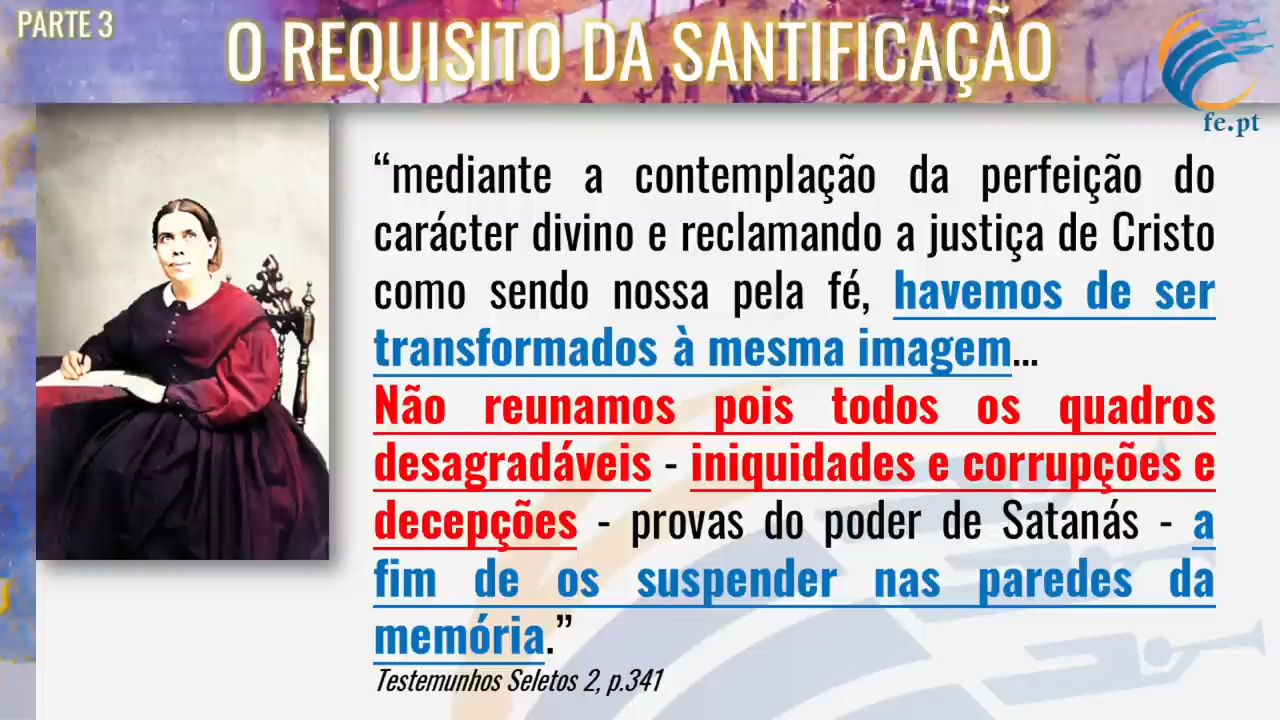 PARTE 3
O REQUISITO DA SANTIFICAÇÃO
fe.pt
“mediante a contemplação da perfeição do
carácter divino e reclamando a justiça de Cristo
como sendo nossa pela fé, havemos de ser
transformados à mesma imagem...
Não reunamos pois todos os quadros
desagradáveis - iniquidades e corrupções e
decepções - provas do poder de Satanás - a
fim de os suspender nas paredes da
memória.”
Testemunhos Seletos 2, p.341